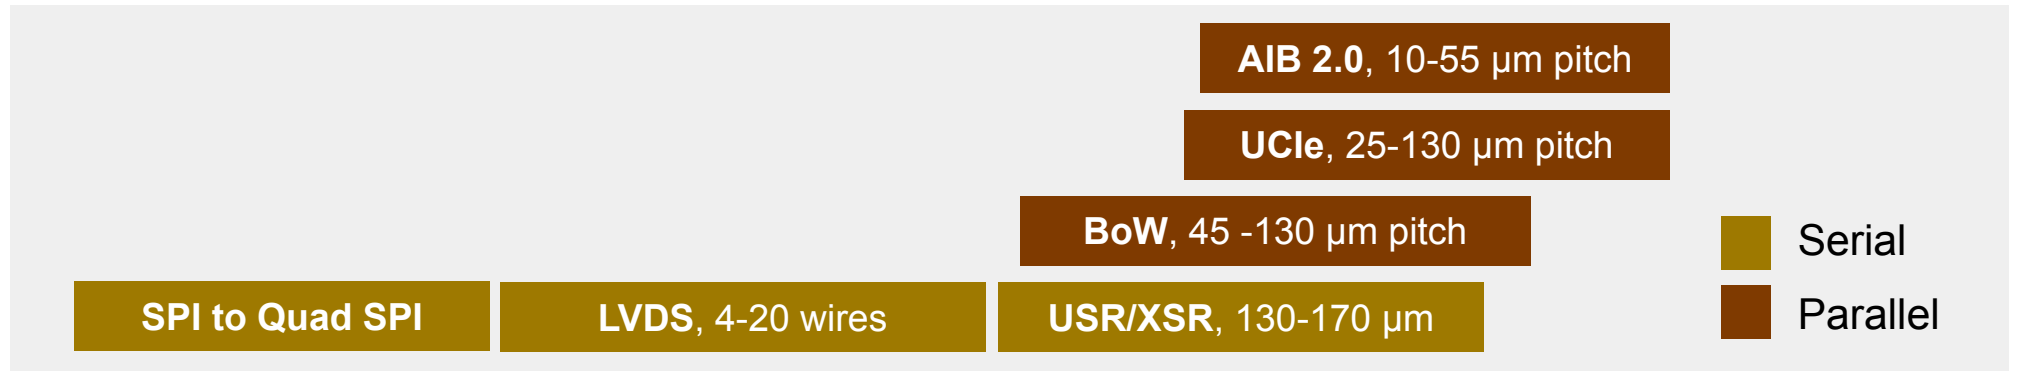 AIB 2.0, 10-55 µm pitch
UCIe, 25-130 µm pitch
BoW, 45 -130 µm pitch
SPI to Quad SPI
LVDS, 4-20 wires
USR/XSR, 130-170 µm
Serial
Parallel